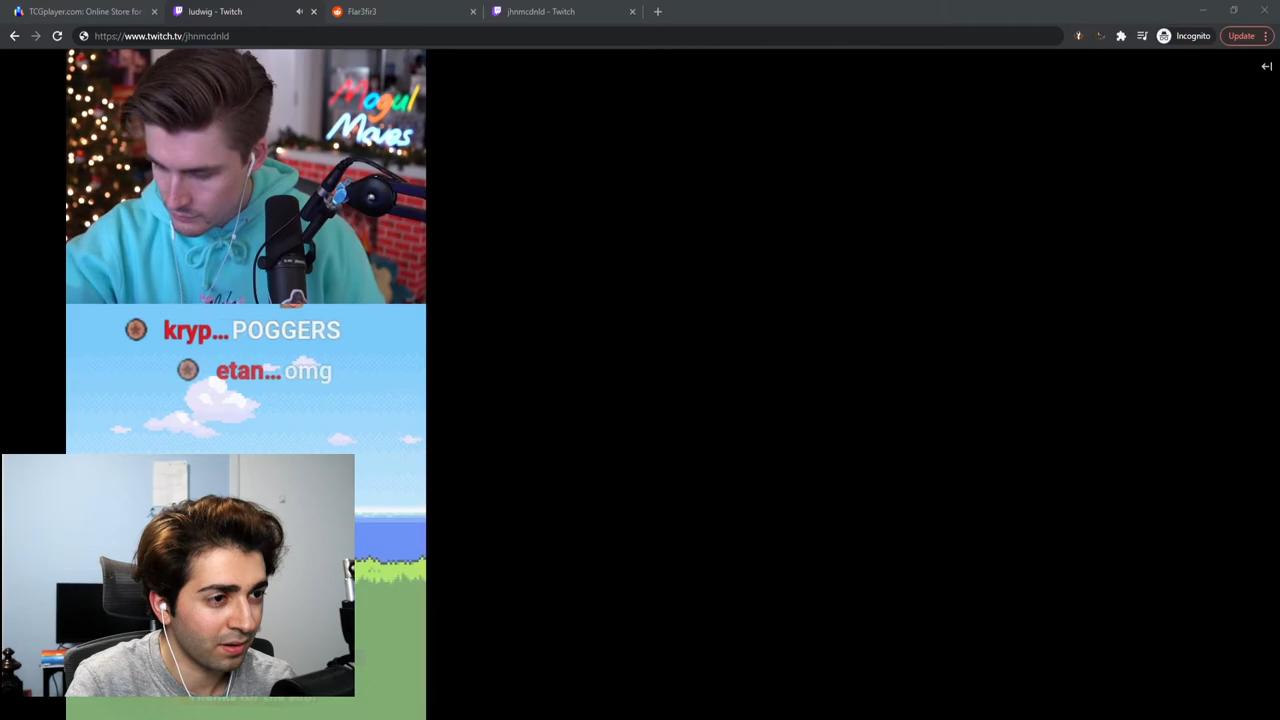 TCGplayer.com: Online Store for
ludwig - Twitch
Flar3fir3
jhnmcdnld - Twitch
https://www.twitch.tv/jhnmcdnld
Incognito
Update
Mogul
Moves
kryp... POGGERS
etan... omg